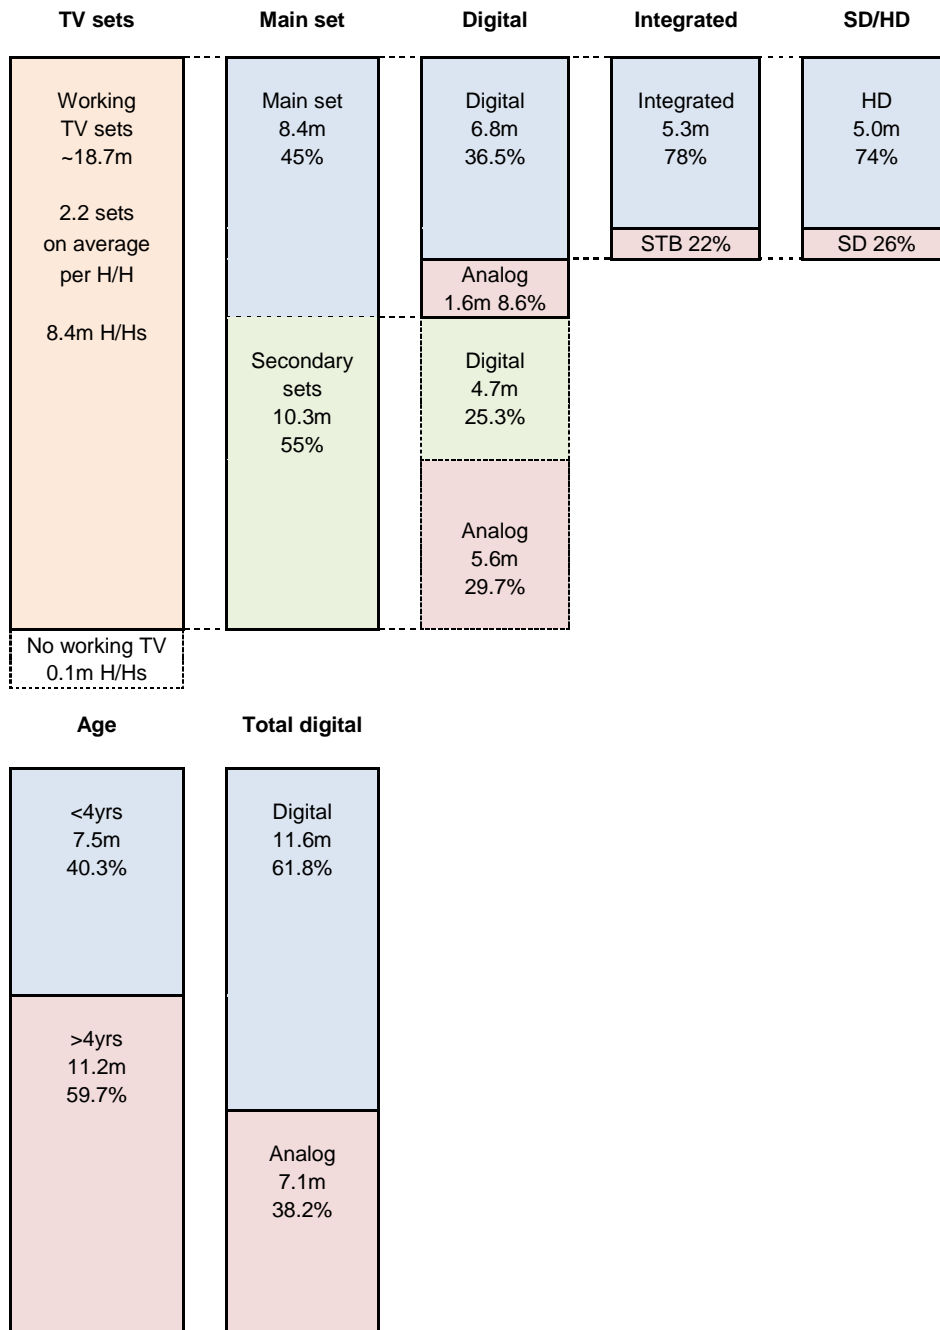 TV sets
Main set
Digital
Integrated
SD/HD
Working
TV sets
~18.7m
2.2 sets
on average
per H/H
8.4m H/Hs
No working TV
0.1m H/Hs
Main set
8.4m
45%
Secondary
sets
10.3m
55%
Digital
6.8m
36.5%
Analog
1.6m 8.6%
Digital
4.7m
25.3%
Analog
5.6m
29.7%
Integrated
5.3m
78%
STB 22%
HD
5.0m
74%
SD 26%
Age
Total digital
<4yrs
7.5m
40.3%
>4yrs
11.2m
59.7%
Digital
11.6m
61.8%
Analog
7.1m
38.2%